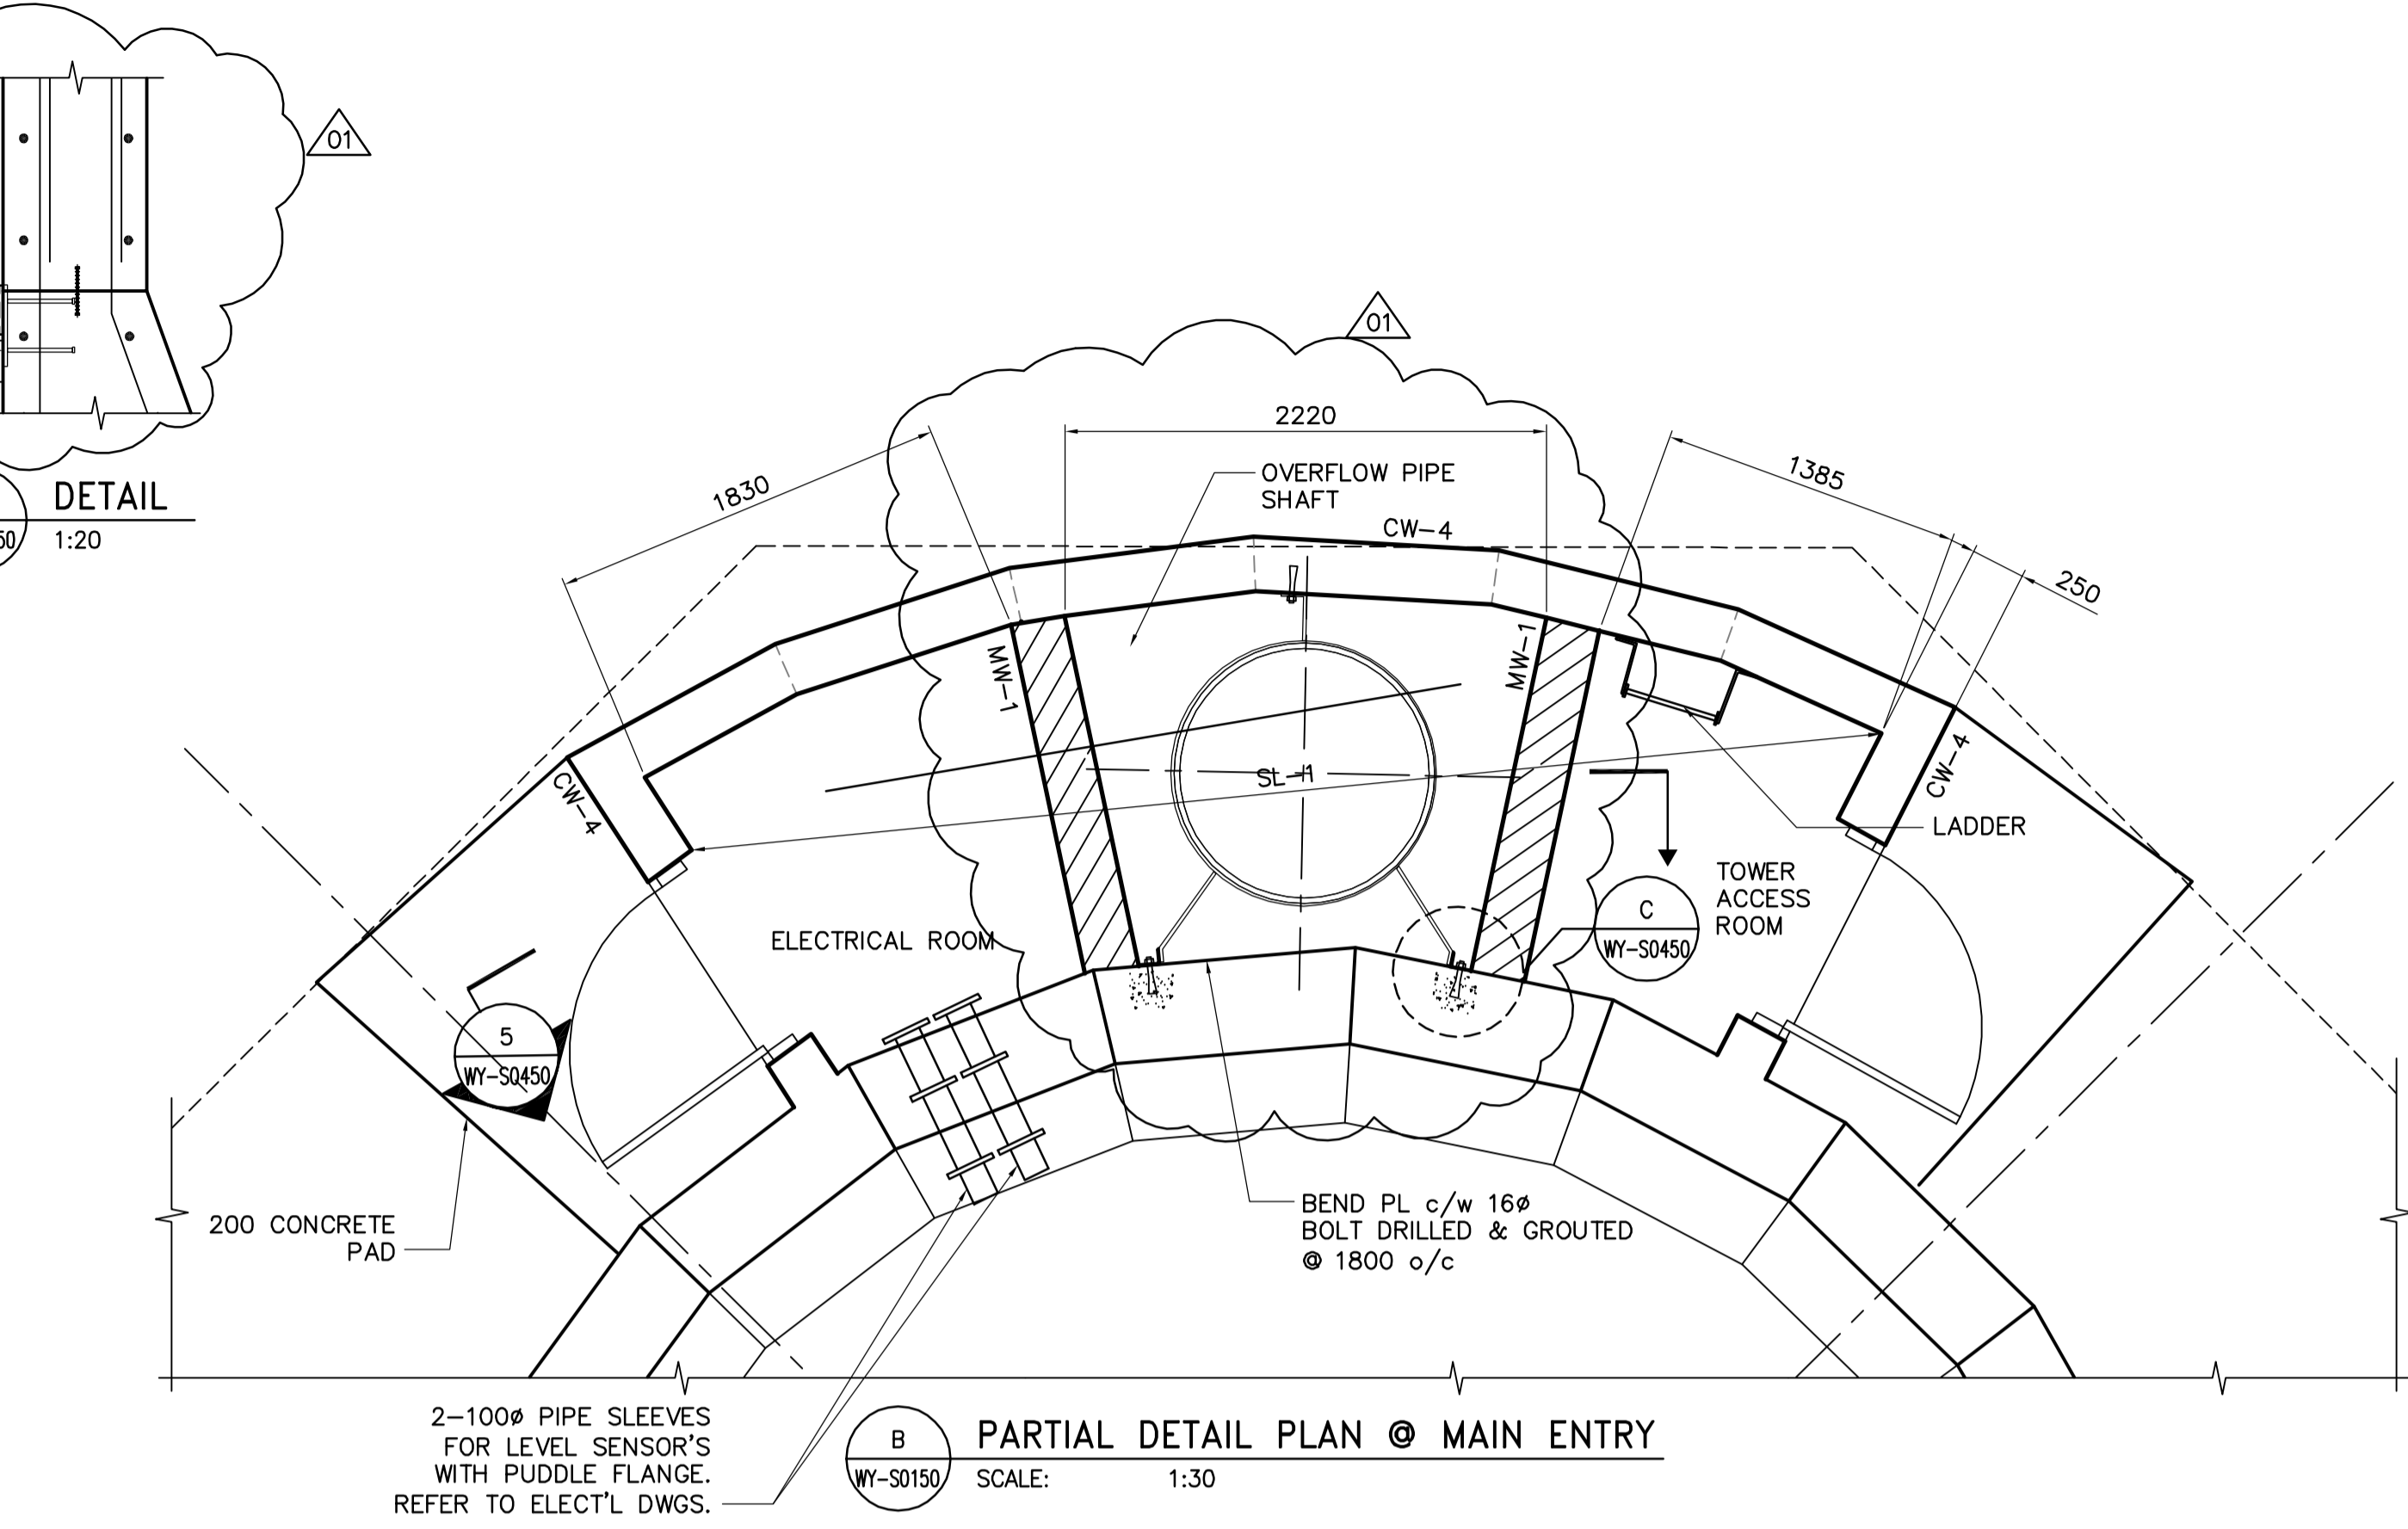 01
DETAIL
1:20
01
2220
1830
1385
250
OVERFLOW PIPE
SHAFT
CW-4
MW-1
MW-1
CW-4
SL-1
CW-4
LADDER
TOWER
ACCESS
ROOM
C
WY-S0450
ELECTRICAL ROOM
5
WY-S0450
200 CONCRETE
PAD
BEND PL c/w 16ø
BOLT DRILLED & GROUTED
@ 1800 o/c
2-100ø PIPE SLEEVES
FOR LEVEL SENSOR'S
WITH PUDDLE FLANGE.
REFER TO ELECT'L DWGS.
B
WY-S0150
PARTIAL DETAIL PLAN @ MAIN ENTRY
SCALE: 1:30